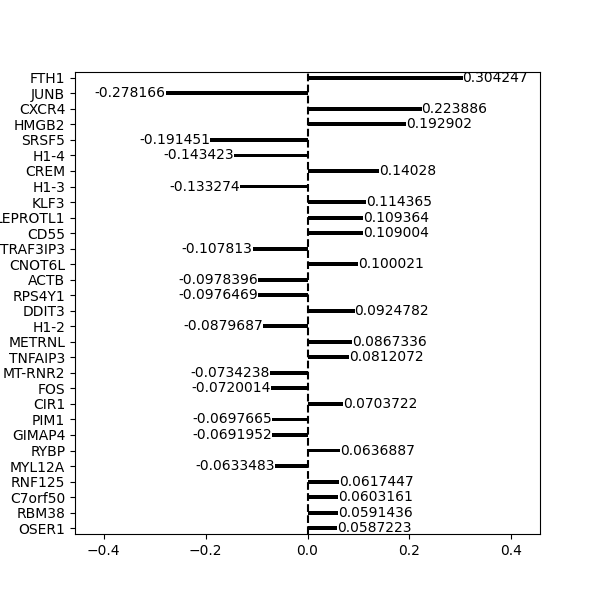 FTH1 0.304247
JUNB -0.278166
CXCR4 0.223886
HMGB2 0.192902
SRSF5 -0.191451
H1-4 -0.143423
CREM 0.14028
H1-3 -0.133274
KLF3 0.114365
LEPROTL1 0.109364
CD55 0.109004
TRAF3IP3 -0.107813
CNOT6L 0.100021
ACTB -0.0978396
RPS4Y1 -0.0976469
DDIT3 0.0924782
H1-2 -0.0879687
METRNL 0.0867336
TNFAIP3 0.0812072
MT-RNR2 -0.0734238
FOS -0.0720014
CIR1 0.0703722
PIM1 -0.0697665
GIMAP4 -0.0691952
RYBP 0.0636887
MYL12A -0.0633483
RNF125 0.0617447
C7orf50 0.0603161
RBM38 0.0591436
OSER1 0.0587223
−0.4 −0.2 0.0 0.2 0.4